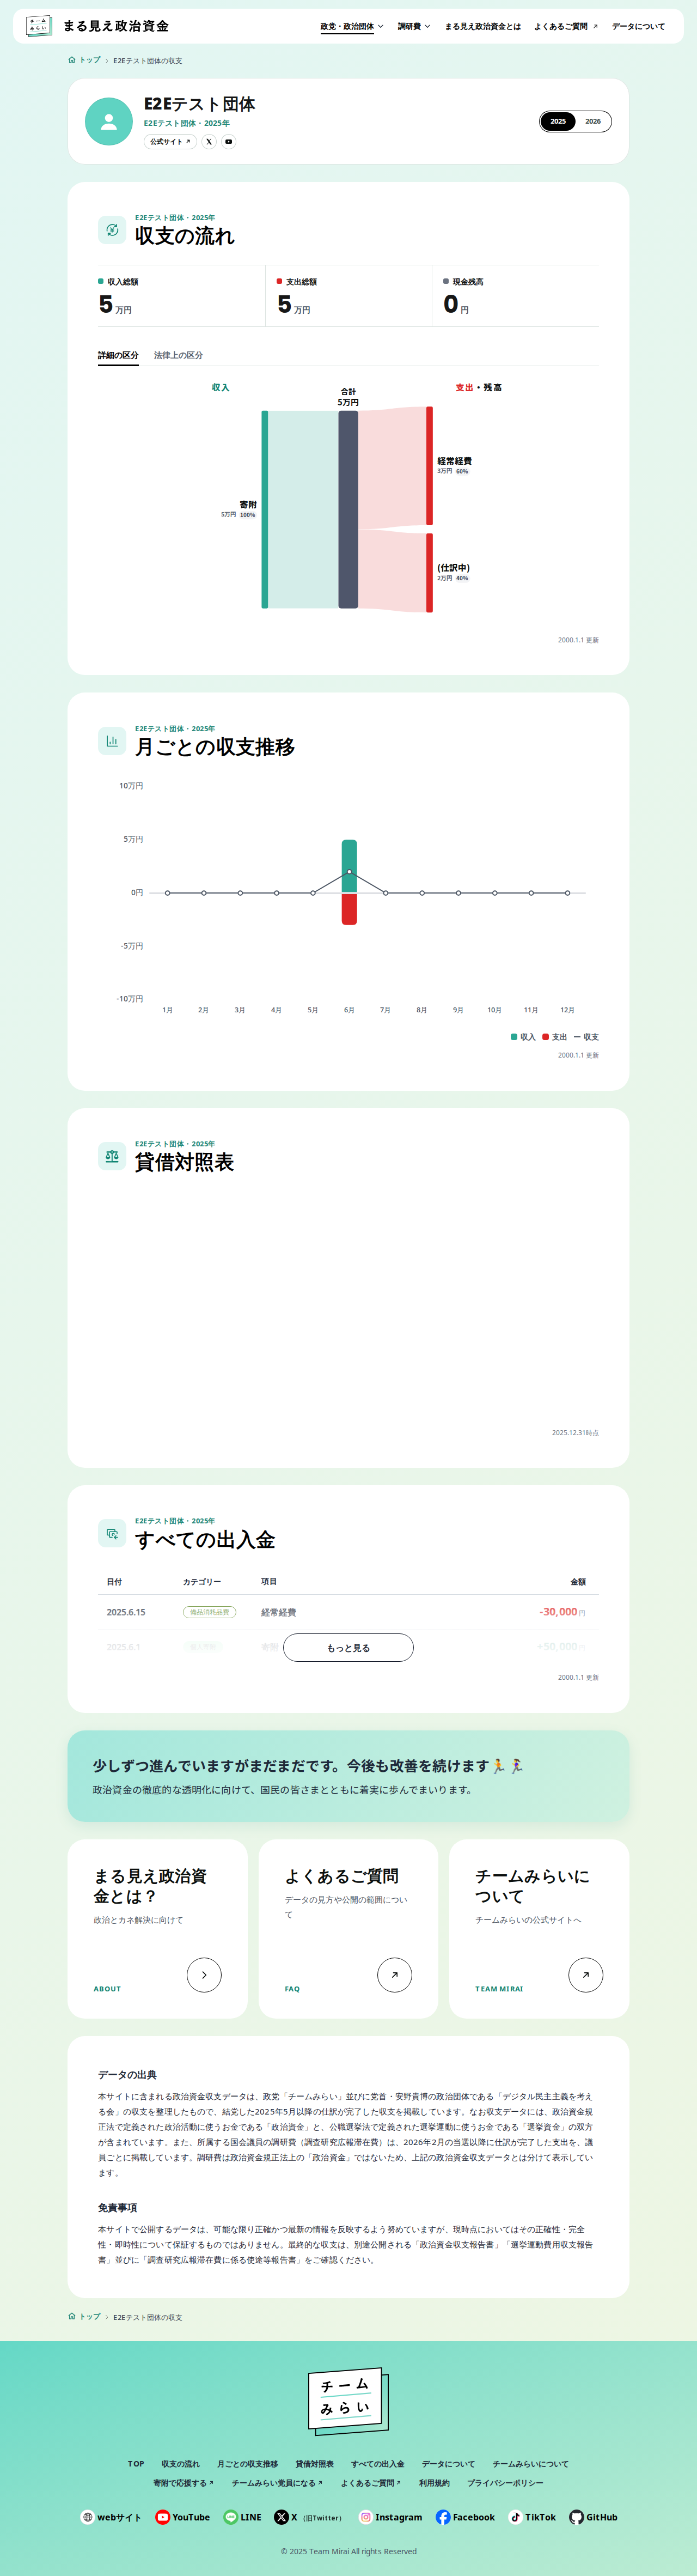 チーム
みらい
まる見え政治資金
政党・政治団体
調研費
まる見え政治資金とは
よくあるご質問
データについて
トップ > E2Eテスト団体の収支
E2Eテスト団体
E2Eテスト団体・2025年
公式サイト
2025 2026
E2Eテスト団体・2025年
収支の流れ
収入総額
5万円
支出総額
5万円
現金残高
0円
詳細の区分 法律上の区分
収入
合計
5万円
支出・残高
寄附
5万円 100%
経常経費
3万円 60%
(仕訳中)
2万円 40%
2000.1.1 更新
E2Eテスト団体・2025年
月ごとの収支推移
10万円
5万円
0円
-5万円
-10万円
1月 2月 3月 4月 5月 6月 7月 8月 9月 10月 11月 12月
収入 支出 収支
2000.1.1 更新
E2Eテスト団体・2025年
貸借対照表
2025.12.31時点
E2Eテスト団体・2025年
すべての出入金
日付 カテゴリー 項目 金額
2025.6.15 備品消耗品費 経常経費 -30,000円
2025.6.1 寄附 +50,000円
もっと見る
2000.1.1 更新
少しずつ進んでいますがまだまだです。今後も改善を続けます🏃🏃‍♀️
政治資金の徹底的な透明化に向けて、国民の皆さまとともに着実に歩んでまいります。
まる見え政治資
金とは？
政治とカネ解決に向けて
ABOUT
よくあるご質問
データの見方や公開の範囲につい
て
FAQ
チームみらいに
ついて
チームみらいの公式サイトへ
TEAM MIRAI
データの出典
本サイトに含まれる政治資金収支データは、政党「チームみらい」並びに党首・安野貴博の政治団体である「デジタル民主主義を考え
る会」の収支を整理したもので、結党した2025年5月以降の仕訳が完了した収支を掲載しています。なお収支データには、政治資金規
正法で定義された政治活動に使うお金である「政治資金」と、公職選挙法で定義された選挙運動に使うお金である「選挙資金」の双方
が含まれています。また、所属する国会議員の調研費（調査研究広報滞在費）は、2026年2月の当選以降に仕訳が完了した支出を、議
員ごとに掲載しています。調研費は政治資金規正法上の「政治資金」ではないため、上記の政治資金収支データとは分けて表示してい
ます。
免責事項
本サイトで公開するデータは、可能な限り正確かつ最新の情報を反映するよう努めていますが、現時点においてはその正確性・完全
性・即時性について保証するものではありません。最終的な収支は、別途公開される「政治資金収支報告書」「選挙運動費用収支報告
書」並びに「調査研究広報滞在費に係る使途等報告書」をご確認ください。
トップ > E2Eテスト団体の収支
チーム
みらい
TOP 収支の流れ 月ごとの収支推移 貸借対照表 すべての出入金 データについて チームみらいについて
寄附で応援する チームみらい党員になる よくあるご質問 利用規約 プライバシーポリシー
webサイト YouTube LINE X （旧Twitter） Instagram Facebook TikTok GitHub
© 2025 Team Mirai All rights Reserved